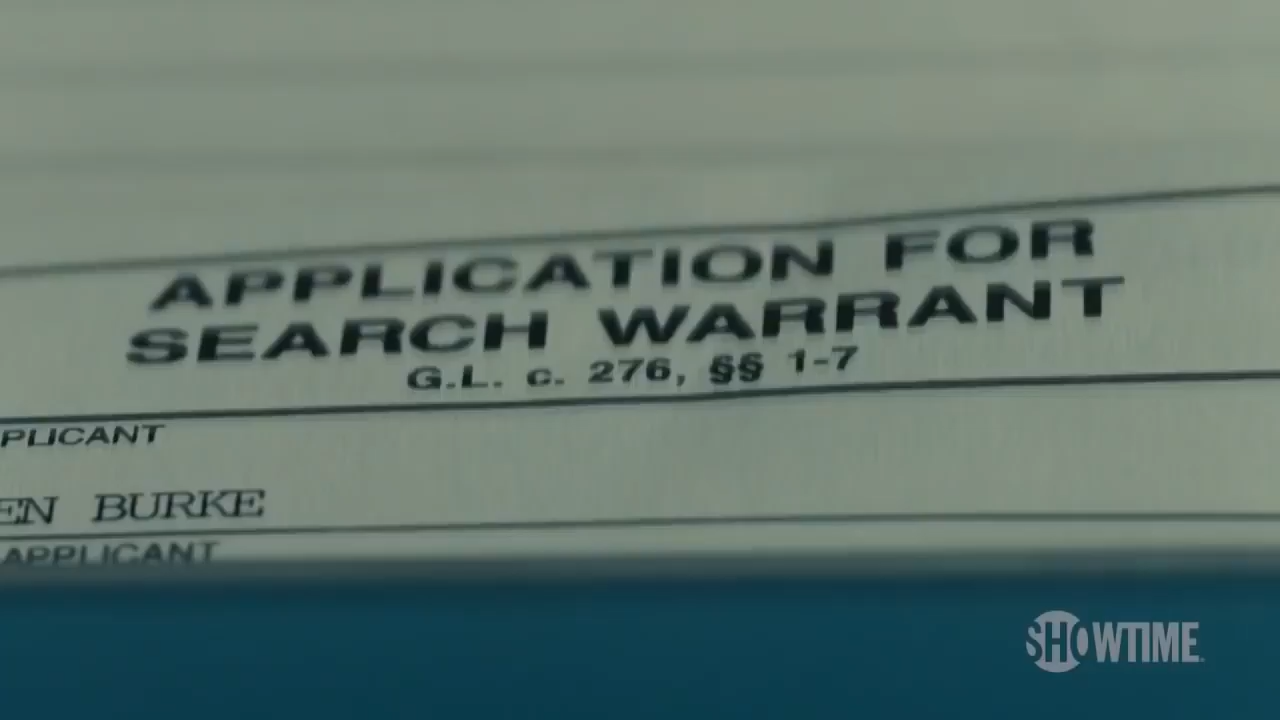 APPLICATION FOR
SEARCH WARRANT
G.L. c. 276, §§ 1-7
PLICANT
EN BURKE
APPLICANT
SHOWTIME